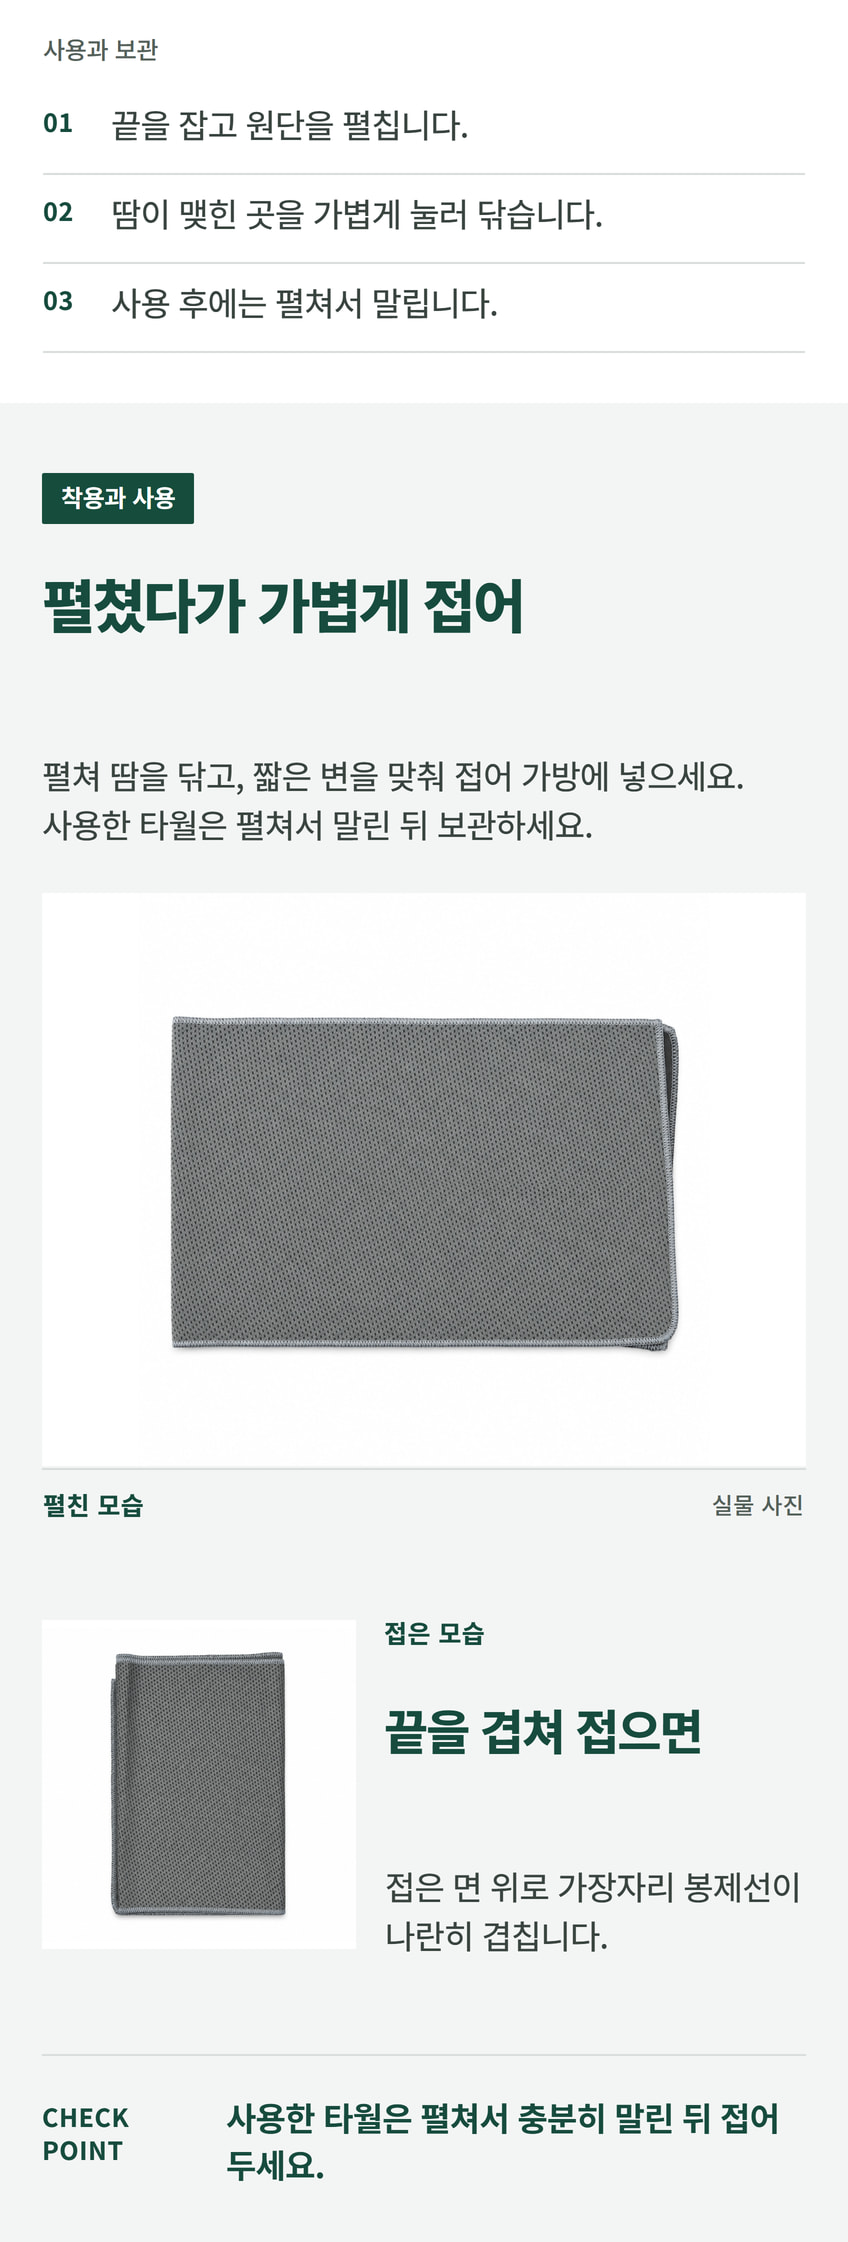 사용과 보관
01 끝을 잡고 원단을 펼칩니다.
02 땀이 맺힌 곳을 가볍게 눌러 닦습니다.
03 사용 후에는 펼쳐서 말립니다.
착용과 사용
펼쳤다가 가볍게 접어
펼쳐 땀을 닦고, 짧은 변을 맞춰 접어 가방에 넣으세요.
사용한 타월은 펼쳐서 말린 뒤 보관하세요.
펼친 모습
실물 사진
접은 모습
끝을 겹쳐 접으면
접은 면 위로 가장자리 봉제선이
나란히 겹칩니다.
CHECK
POINT
사용한 타월은 펼쳐서 충분히 말린 뒤 접어
두세요.